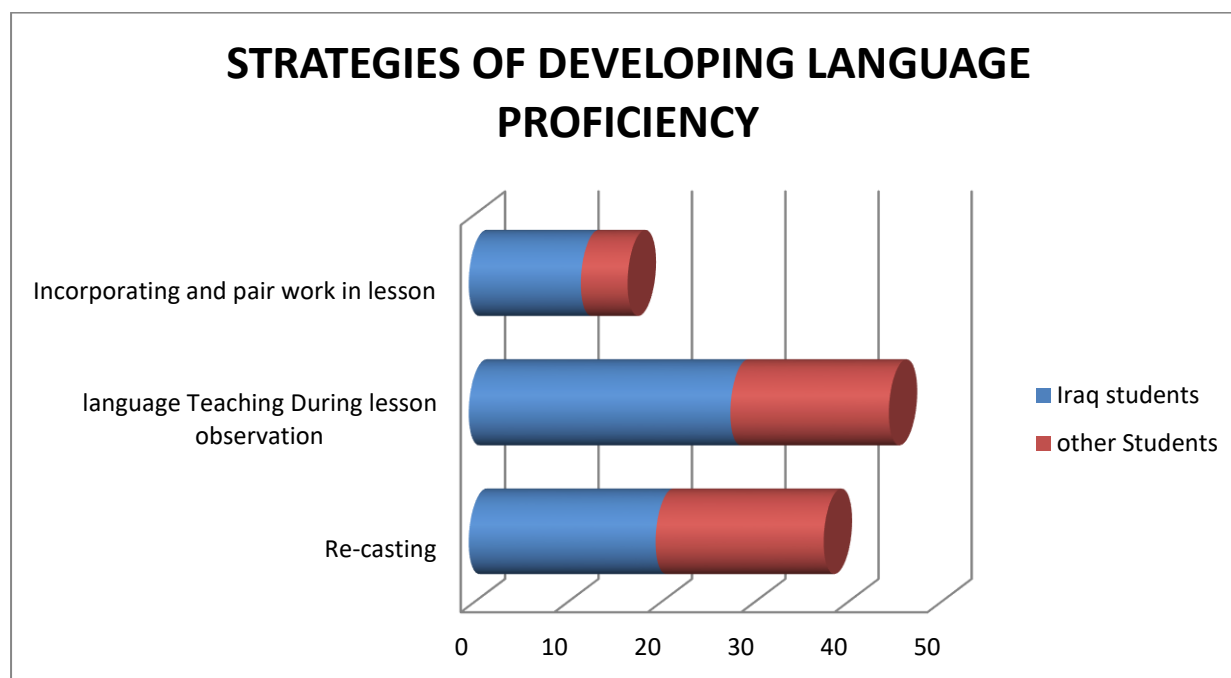 STRATEGIES OF DEVELOPING LANGUAGE
PROFICIENCY
Incorporating and pair work in lesson
language Teaching During lesson
observation
Re-casting
Iraq students
other Students
0 10 20 30 40 50